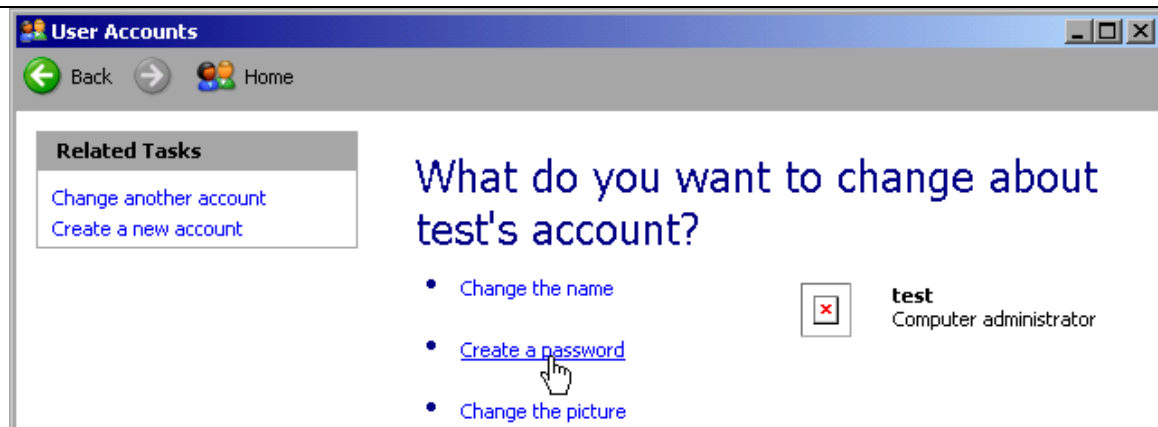 User Accounts
Back Home
Related Tasks
Change another account
Create a new account
What do you want to change about
test's account?
Change the name
Create a password
Change the picture
test
Computer administrator